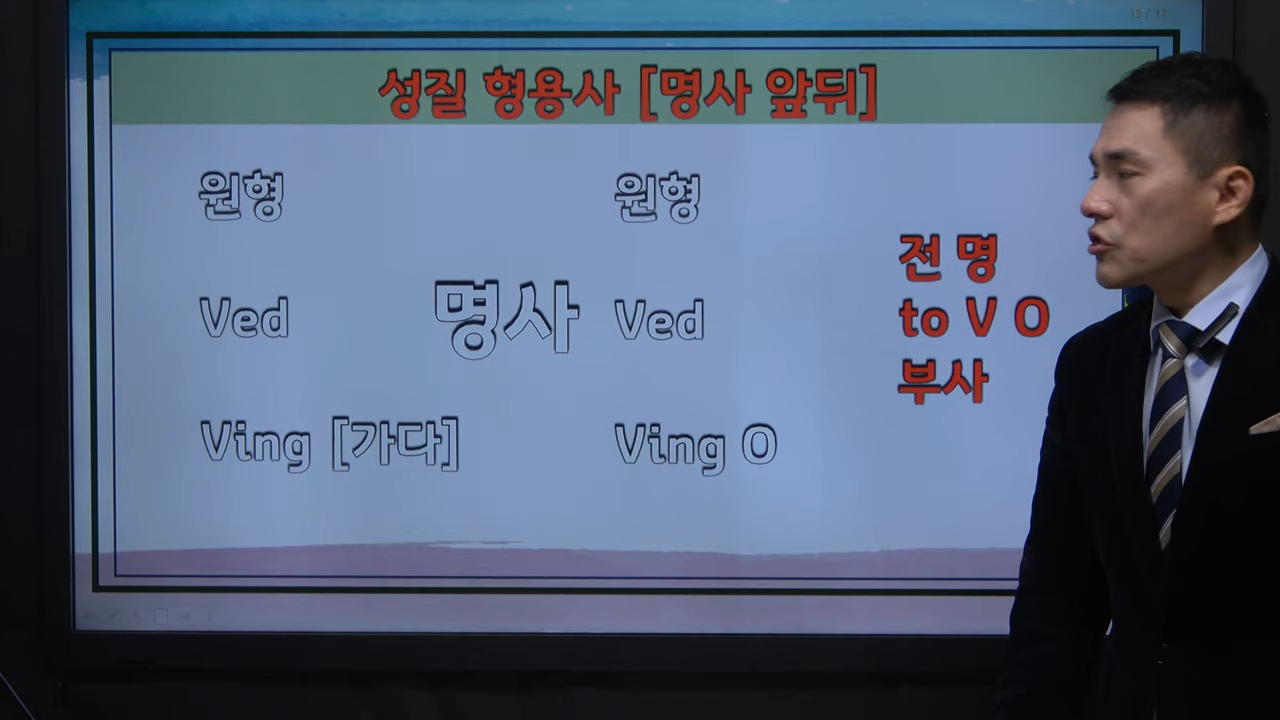 15 / 17
성질 형용사 [명사 앞뒤]
원형
Ved
Ving [가다]
명사
원형
Ved
Ving O
전 명
to V O
부사